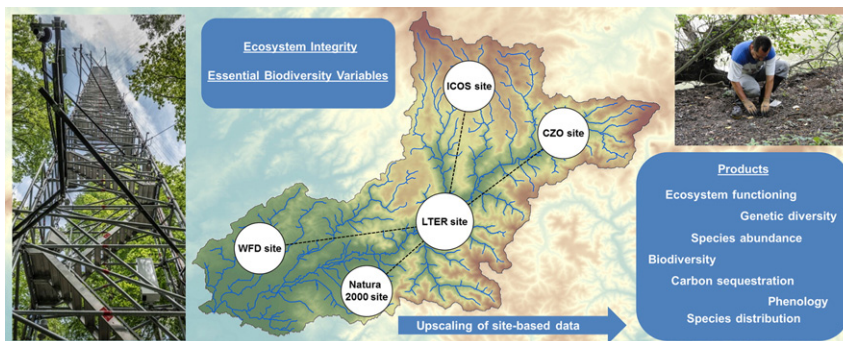 Ecosystem Integrity
Essential Biodiversity Variables
ICOS site
CZO site
LTER site
WFD site
Natura
2000 site
Upscaling of site-based data
Products
Ecosystem functioning
Genetic diversity
Species abundance
Biodiversity
Carbon sequestration
Phenology
Species distribution